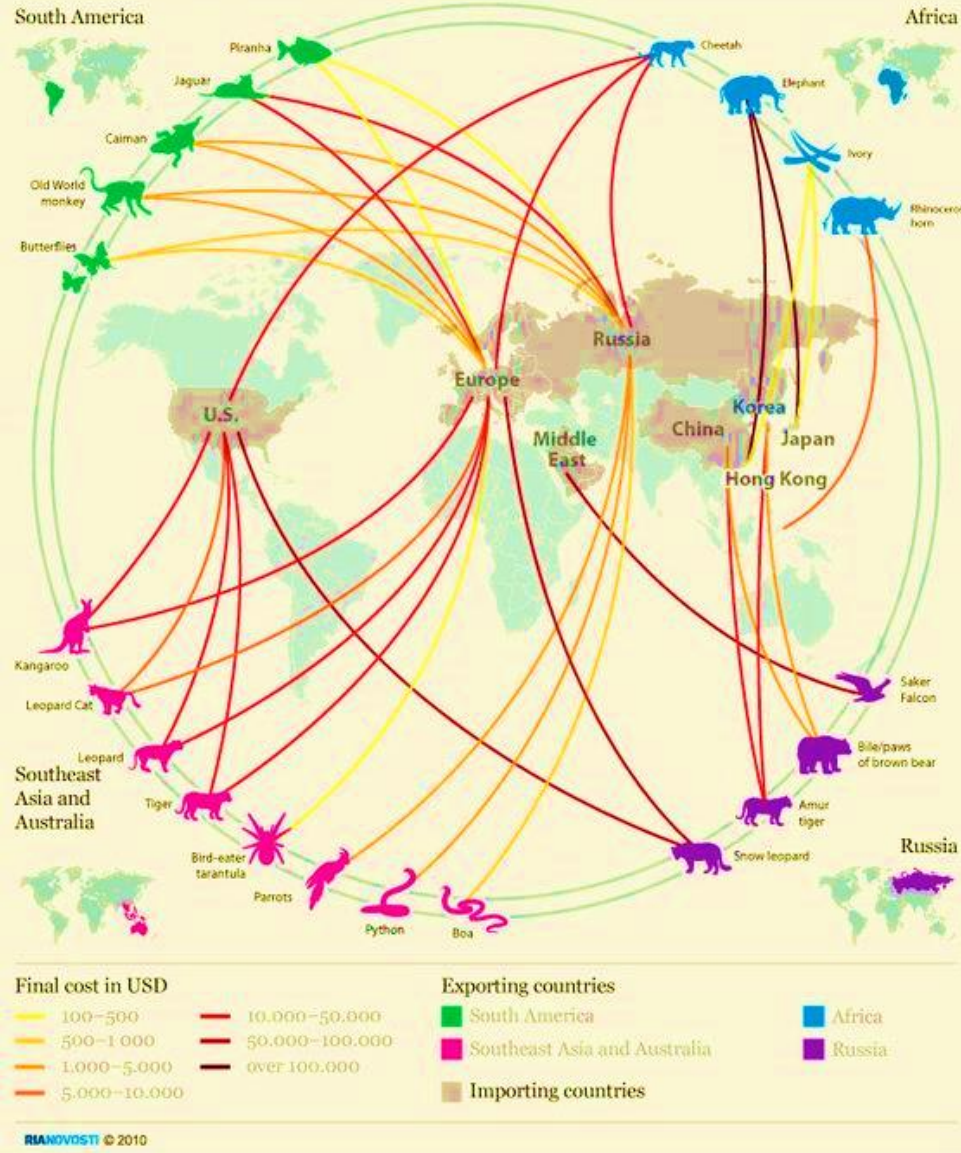 South America
Africa
Piranha
Cheetah
Jaguar
Elephant
Caiman
Ivory
Old World
monkey
Rhinoceros
horn
Butterflies
Russia
Europe
U.S.
Korea
China
Japan
Middle
East
Hong Kong
Kangaroo
Saker
Falcon
Leopard Cat
Bile/paws
of brown bear
Leopard
Southeast
Asia and
Australia
Tiger
Amur
tiger
Bird-eater
tarantula
Snow leopard
Russia
Parrots
Python
Boa
Final cost in USD
100–500
500–1 000
1.000–5.000
5.000–10.000
10.000–50.000
50.000–100.000
over 100.000
Exporting countries
South America
Africa
Southeast Asia and Australia
Russia
Importing countries
RIANOVOSTI © 2010